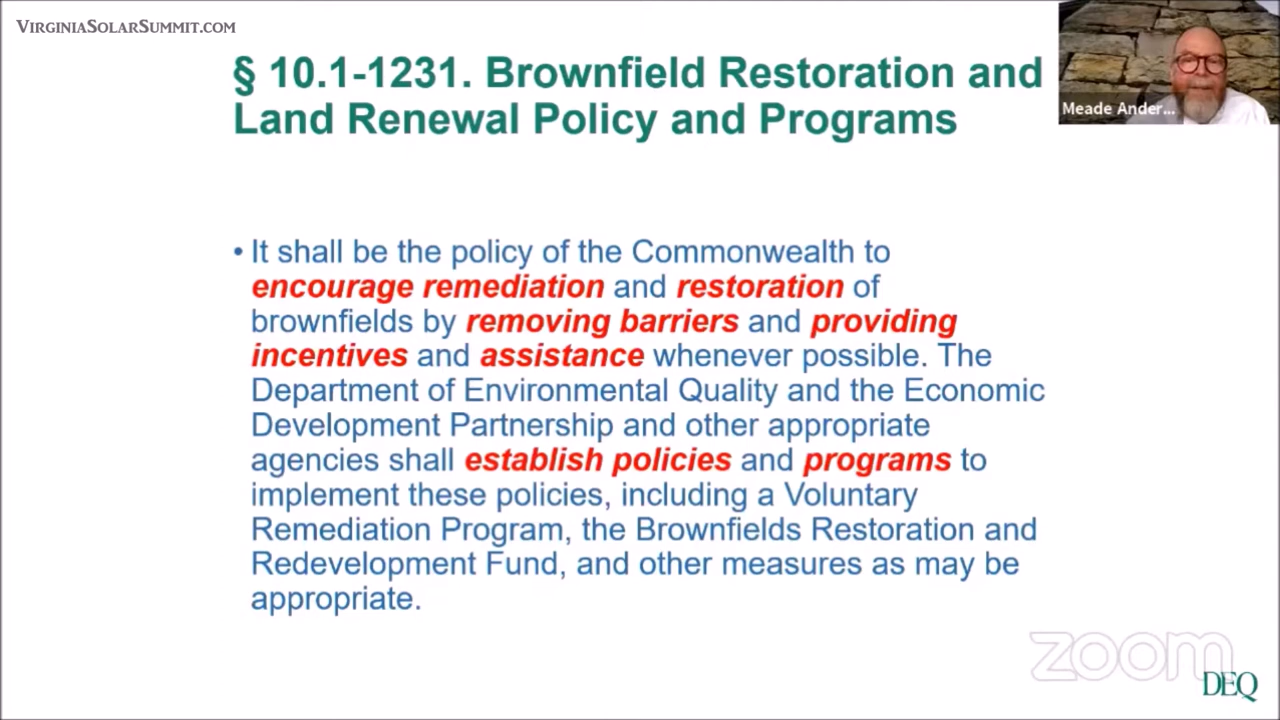 VIRGINIASOLARSUMMIT.COM
§ 10.1-1231. Brownfield Restoration and
Land Renewal Policy and Programs
Meade Ander...
• It shall be the policy of the Commonwealth to
encourage remediation and restoration of
brownfields by removing barriers and providing
incentives and assistance whenever possible. The
Department of Environmental Quality and the Economic
Development Partnership and other appropriate
agencies shall establish policies and programs to
implement these policies, including a Voluntary
Remediation Program, the Brownfields Restoration and
Redevelopment Fund, and other measures as may be
appropriate.
zoom
DEQ